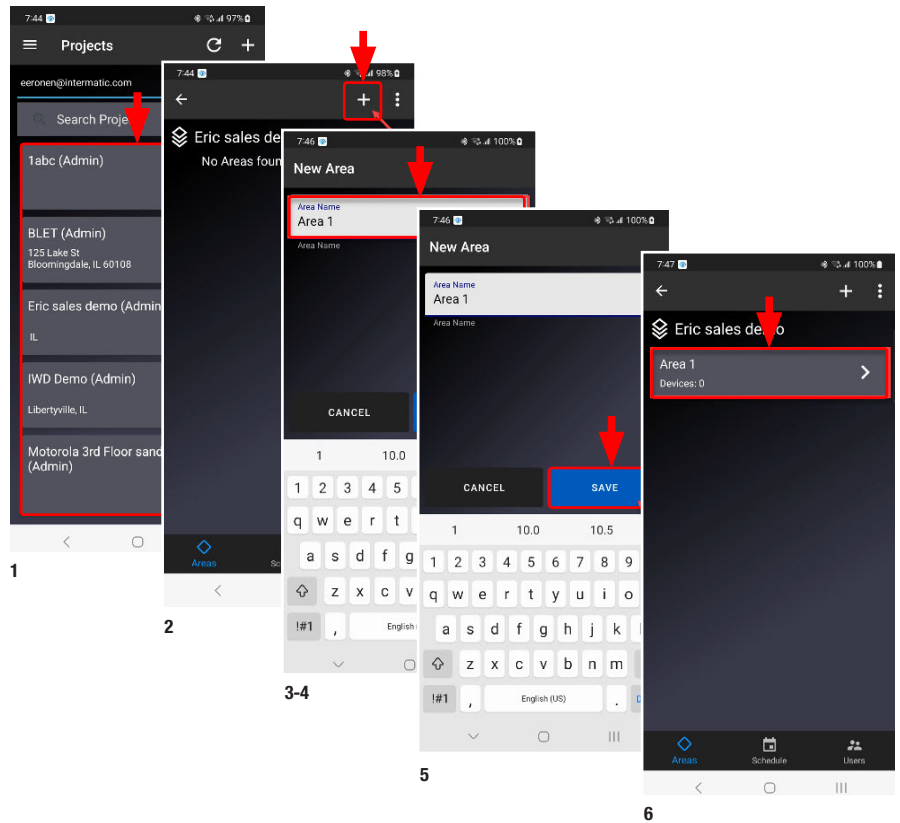 7:44
97%
Projects
eeronen@intermatic.com
Search Proje
1abc (Admin)
BLET (Admin)
125 Lake St
Bloomingdale, IL 60108
Eric sales demo (Admin
IL
IWD Demo (Admin)
Libertyville, IL
Motorola 3rd Floor sand
(Admin)
1
7:44
98%
Eric sales de
No Areas foun
Areas
Sc
2
7:46
100%
New Area
Area Name
Area 1
Area Name
CANCEL
1 10.0
1 2 3 4 5
q w e r t
a s d f g
z x c v
!#1 , English
3-4
7:46
100%
New Area
Area Name
Area 1
Area Name
CANCEL SAVE
1 10.0 10.5
1 2 3 4 5 6 7 8 9
q w e r t y u i o
a s d f g h j k
z x c v b n m
!#1 , English (US) .
5
7:47
100%
Eric sales demo
Area 1
Devices: 0
Areas Schedule Users
6